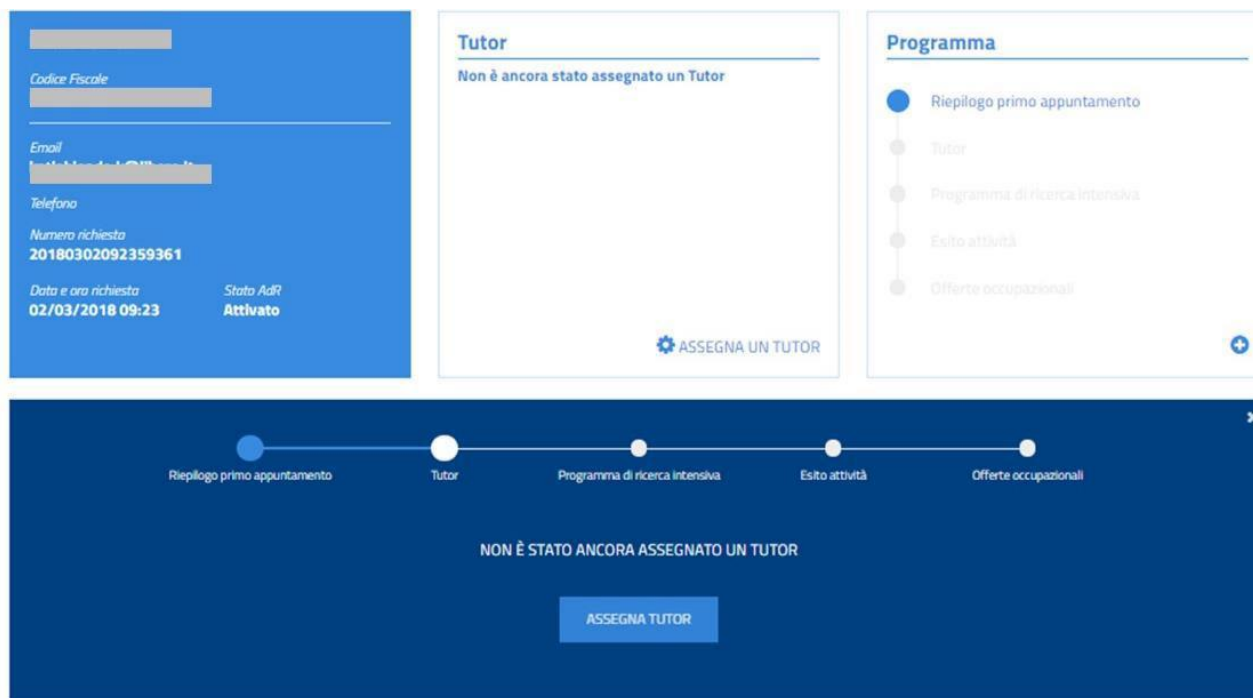 Codice Fiscale
Email
Telefono
Numero richiesta
20180302092359361
Data e ora richiesta
Stato AdR
02/03/2018 09:23
Attivato
Tutor
Non è ancora stato assegnato un Tutor
ASSEGNA UN TUTOR
Programma
Riepilogo primo appuntamento
Tutor
Programma di ricerca intensiva
Esito attività
Offerte occupazionali
Riepilogo primo appuntamento
Tutor
Programma di ricerca intensiva
Esito attività
Offerte occupazionali
NON È STATO ANCORA ASSEGNATO UN TUTOR
ASSEGNA TUTOR